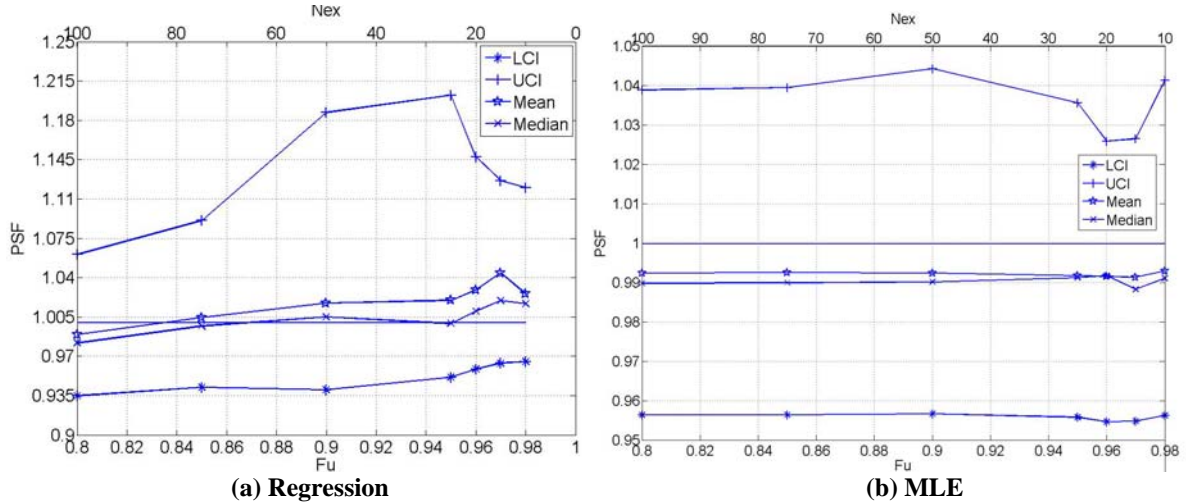 Nex
100 90 80 70 60 50 40 30 20 10 0
1.25
1.215
1.18
1.145
1.11
1.075
1.04
1.005
0.97
0.935
0.9
PSF
LCI
UCI
Mean
Median
0.8 0.82 0.84 0.86 0.88 0.9 0.92 0.94 0.96 0.98 1
Fu
(a) Regression
Nex
100 90 80 70 60 50 40 30 20 10
1.05
1.04
1.03
1.02
1.01
1
0.99
0.98
0.97
0.96
0.95
PSF
LCI
UCI
Mean
Median
0.8 0.82 0.84 0.86 0.88 0.9 0.92 0.94 0.96 0.98
Fu
(b) MLE